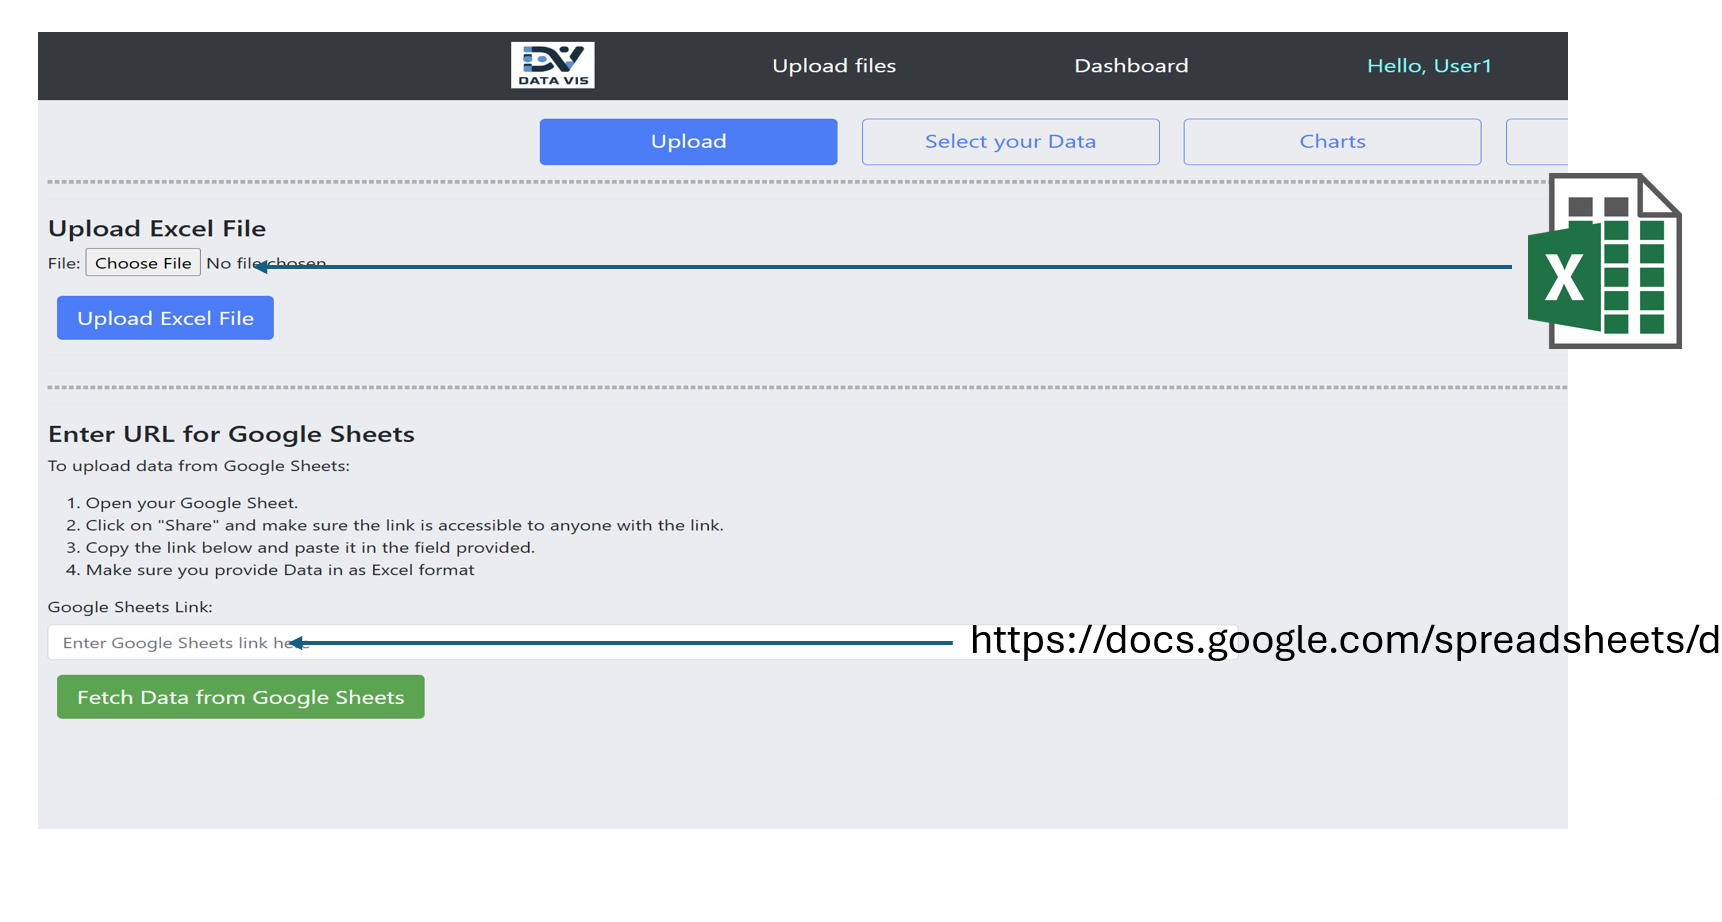 DATA VIS
Upload files
Dashboard
Hello, User1
Upload
Select your Data
Charts
Upload Excel File
File: Choose File No file chosen
X
Upload Excel File
Enter URL for Google Sheets
To upload data from Google Sheets:
1. Open your Google Sheet.
2. Click on "Share" and make sure the link is accessible to anyone with the link.
3. Copy the link below and paste it in the field provided.
4. Make sure you provide Data in as Excel format
Google Sheets Link:
Enter Google Sheets link here
https://docs.google.com/spreadsheets/d
Fetch Data from Google Sheets